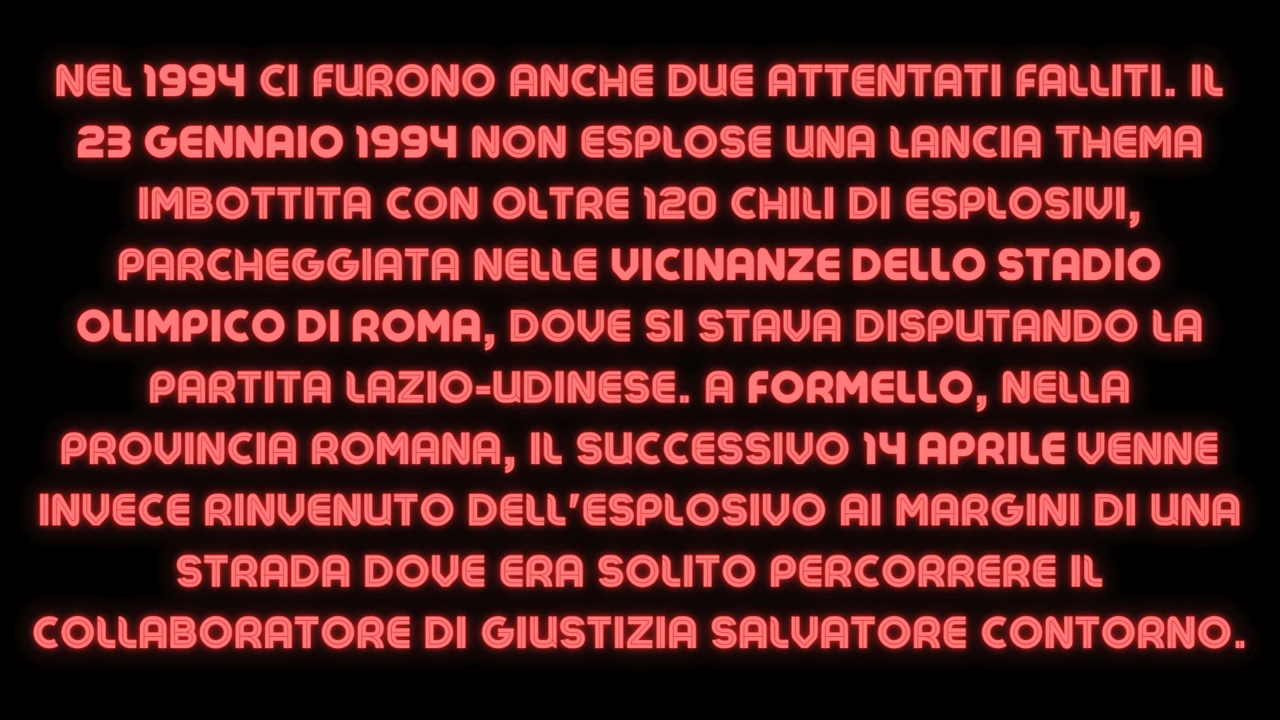 NEL 1994 CI FURONO ANCHE DUE ATTENTATI FALLITI. IL
23 GENNAIO 1994 NON ESPLOSE UNA LANCIA THEMA
IMBOTTITA CON OLTRE 120 CHILI DI ESPLOSIVI,
PARCHEGGIATA NELLE VICINANZE DELLO STADIO
OLIMPICO DI ROMA, DOVE SI STAVA DISPUTANDO LA
PARTITA LAZIO-UDINESE. A FORMELLO, NELLA
PROVINCIA ROMANA, IL SUCCESSIVO 14 APRILE VENNE
INVECE RINVENUTO DELL'ESPLOSIVO AI MARGINI DI UNA
STRADA DOVE ERA SOLITO PERCORRERE IL
COLLABORATORE DI GIUSTIZIA SALVATORE CONTORNO.